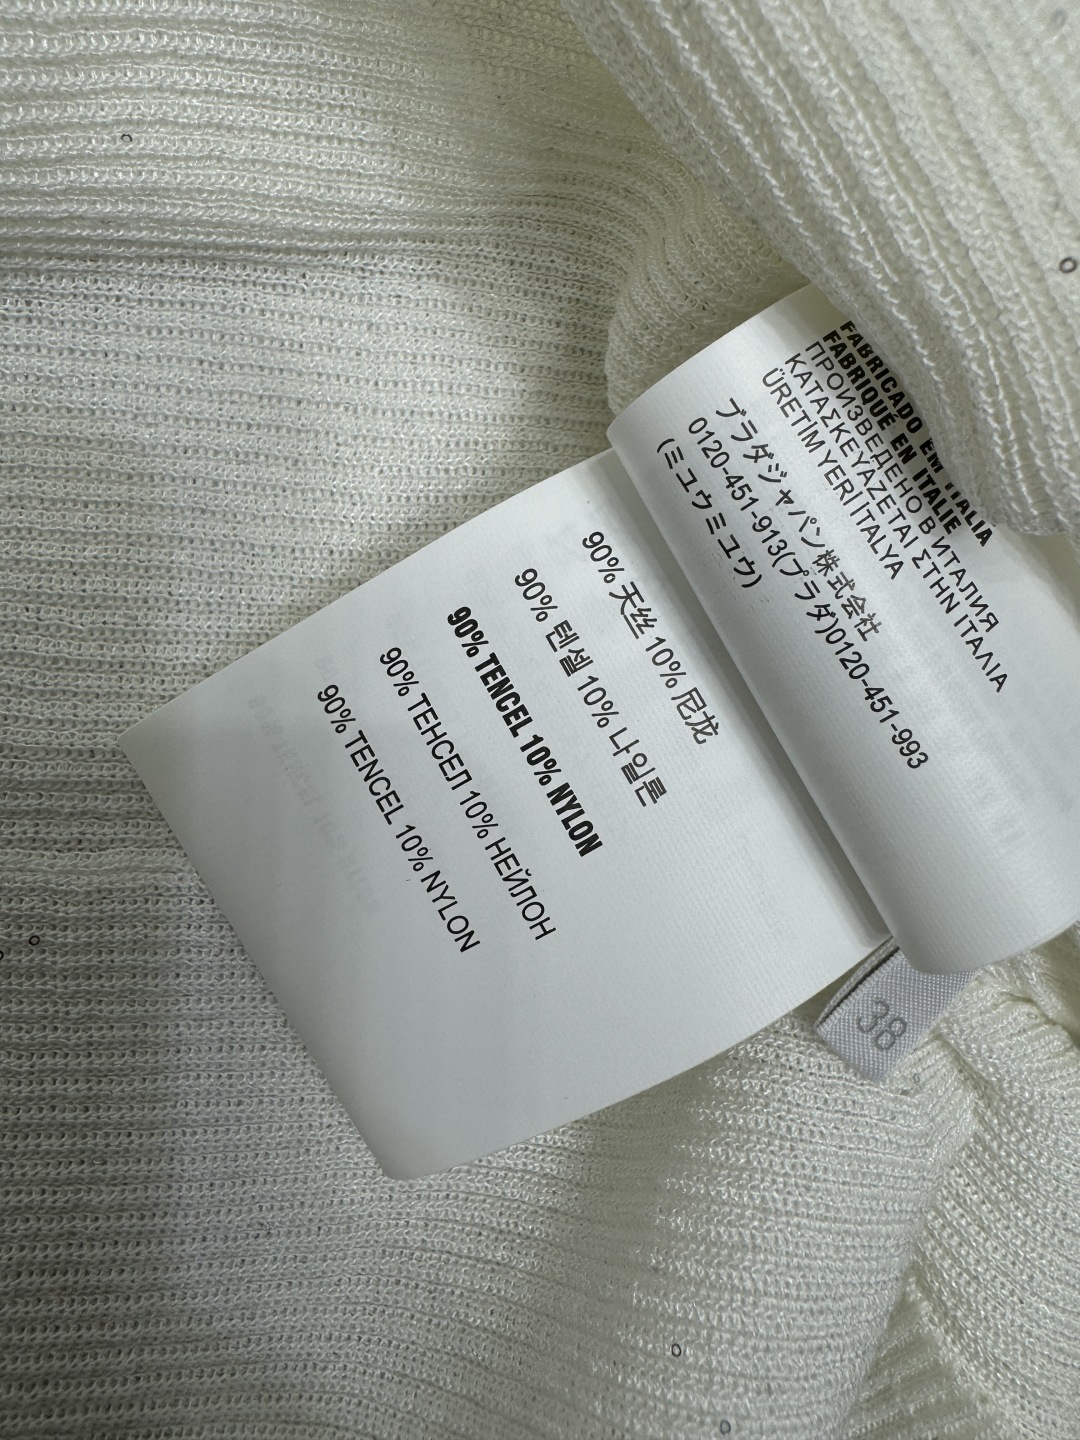 FABRICADO EM ITALIA
FABRIQUÉ EN ITALIE
ПРОИЗВЕДЕНО В ИТАЛИЯ
ΚΑΤΑΣΚΕΥΑΖΕΤΑΙ ΣΤΗΝ ΙΤΑΛΙΑ
ÜRETIM YERI İTALYA
プラダジャパン株式会社
0120-451-913(プラダ)0120-451-993
(ミュウミュウ)
90% 天丝 10% 尼龙
90% 텐셀 10% 나일론
90% TENCEL 10% NYLON
90% ТЕНСЕЛ 10% НЕЙЛОН
90% TENCEL 10% NYLON
38